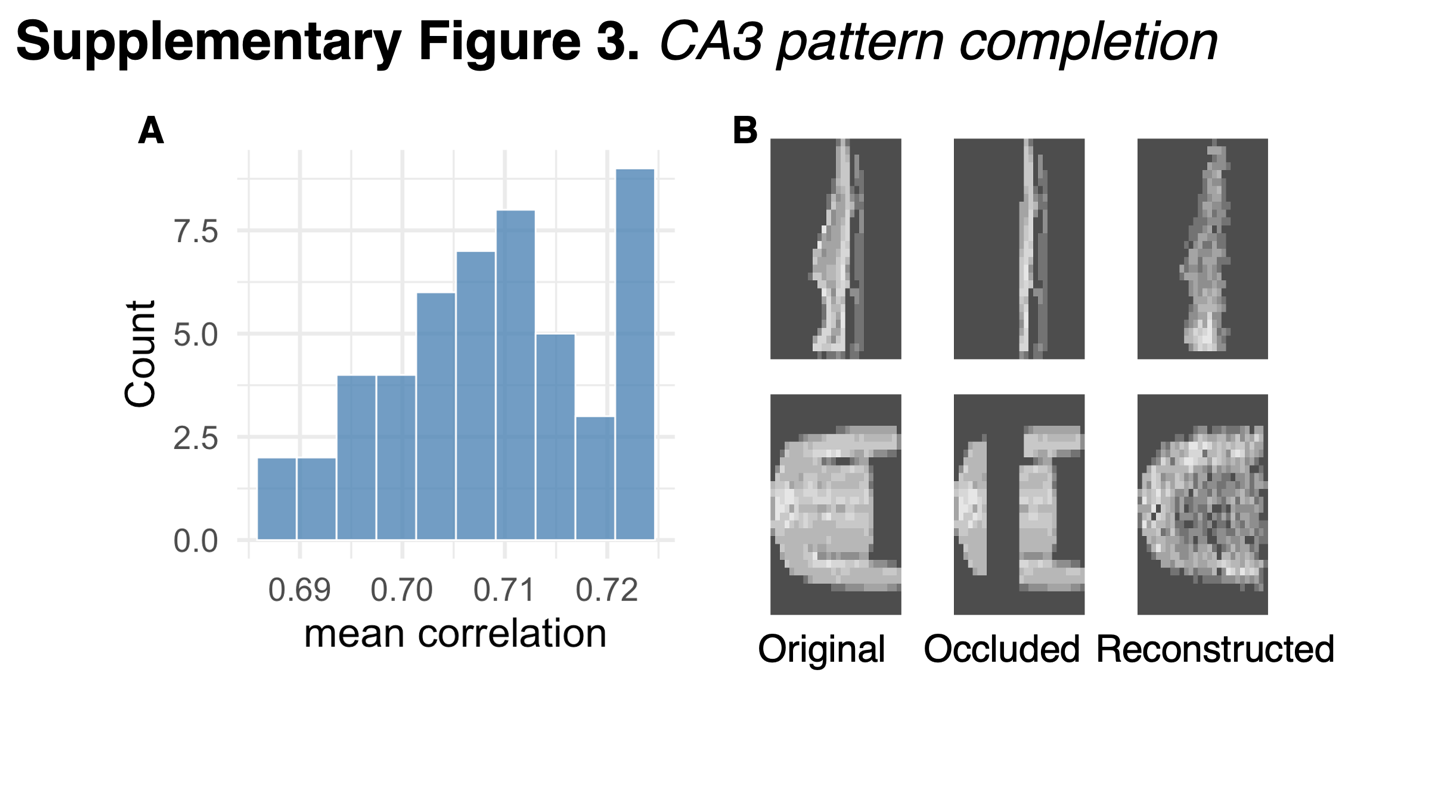 Supplementary Figure 3. CA3 pattern completion
A
7.5
5.0
2.5
0.0
Count
0.69 0.70 0.71 0.72
mean correlation
B
Original Occluded Reconstructed